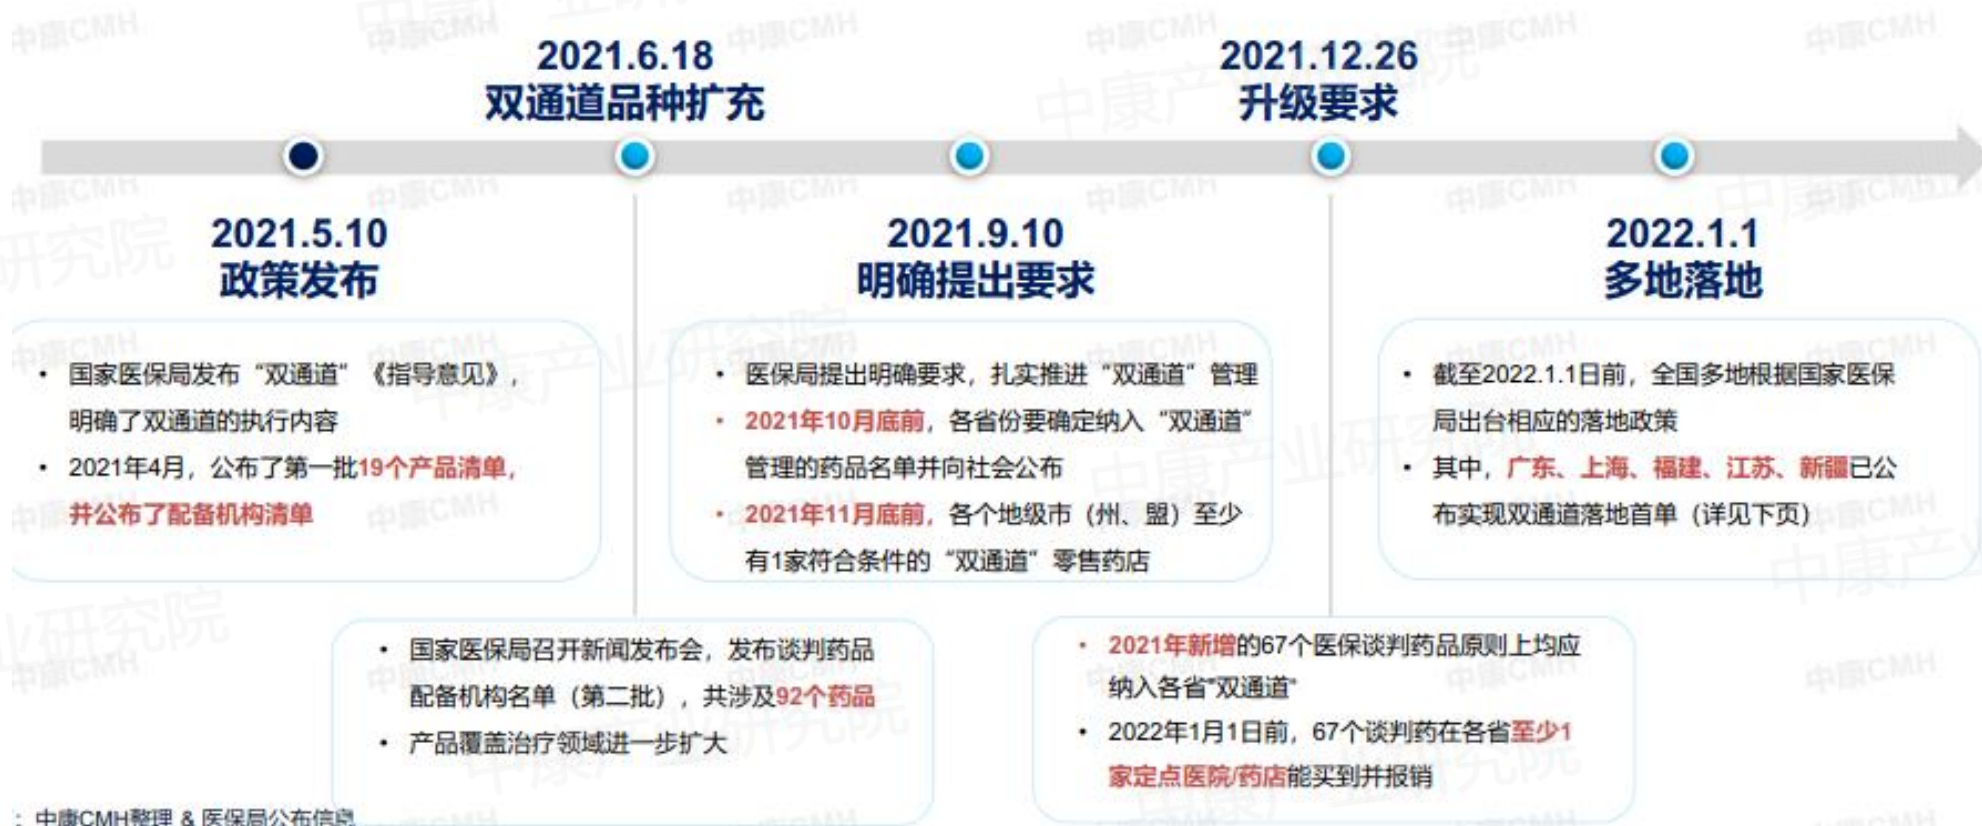 2021.6.18
双通道品种扩充
2021.12.26
升级要求
2021.5.10
政策发布
2021.9.10
明确提出要求
2022.1.1
多地落地
• 国家医保局发布“双通道”《指导意见》，
明确了双通道的执行内容
• 2021年4月，公布了第一批19个产品清单，
并公布了配备机构清单
• 医保局提出明确要求，扎实推进“双通道”管理
• 2021年10月底前，各省份要确定纳入“双通道”
管理的药品名单并向社会公布
• 2021年11月底前，各个地级市（州、盟）至少
有1家符合条件的“双通道”零售药店
• 截至2022.1.1日前，全国多地根据国家医保
局出台相应的落地政策
• 其中，广东、上海、福建、江苏、新疆已公
布实现双通道落地首单（详见下页）
• 国家医保局召开新闻发布会，发布谈判药品
配备机构名单（第二批），共涉及92个药品
• 产品覆盖治疗领域进一步扩大
• 2021年新增的67个医保谈判药品原则上均应
纳入各省"双通道"
• 2022年1月1日前，67个谈判药在各省至少1
家定点医院/药店能买到并报销
：中康CMH整理 & 医保局公布信息
中康CMH
中康产业研究院